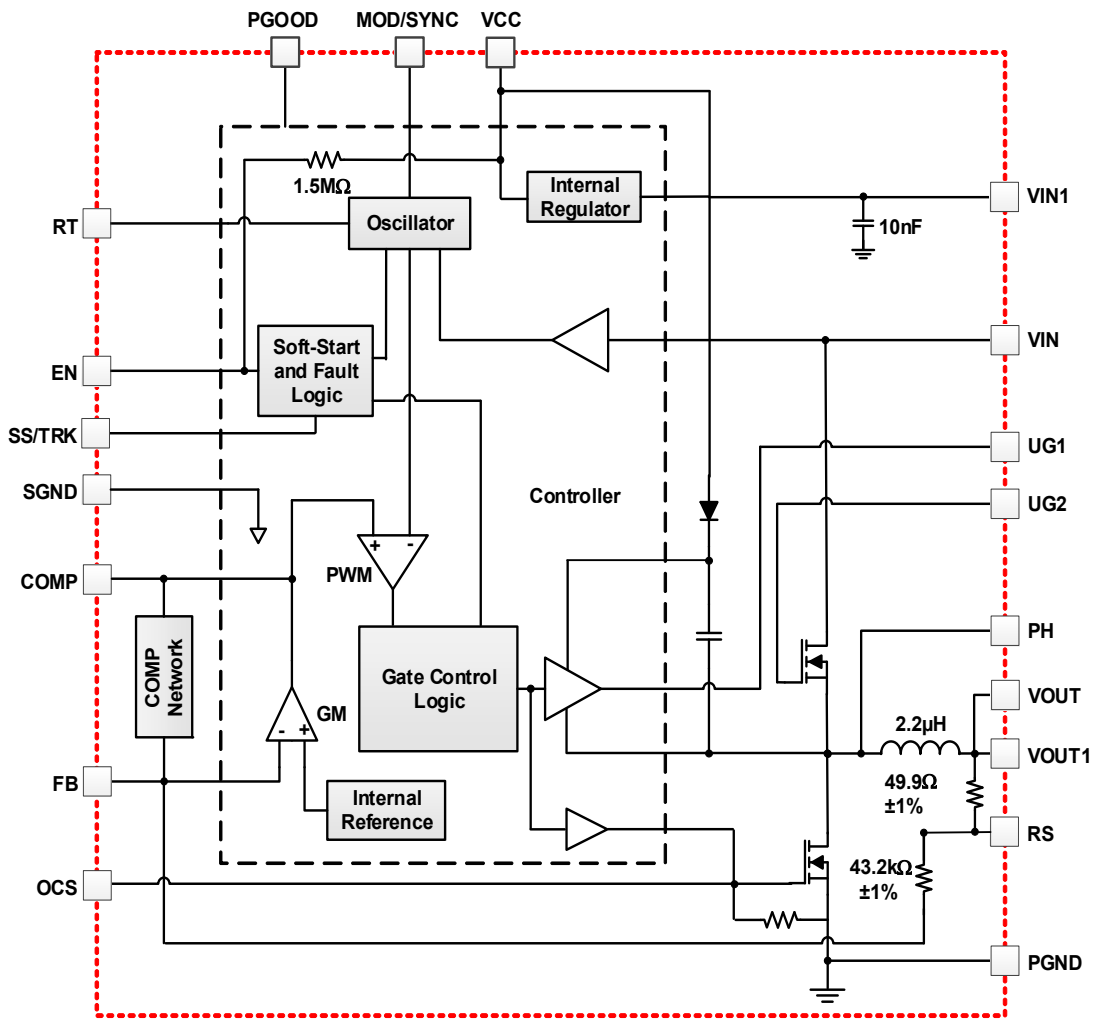 PGOOD
MOD/SYNC
VCC
1.5MΩ
Internal
Regulator
VIN1
RT
Oscillator
10nF
Soft-Start
and Fault
Logic
VIN
EN
SS/TRK
UG1
SGND
Controller
UG2
+
-
PWM
COMP
COMP
Network
Gate Control
Logic
PH
GM
-
+
VOUT
2.2µH
VOUT1
FB
49.9Ω
±1%
Internal
Reference
RS
43.2kΩ
±1%
OCS
PGND